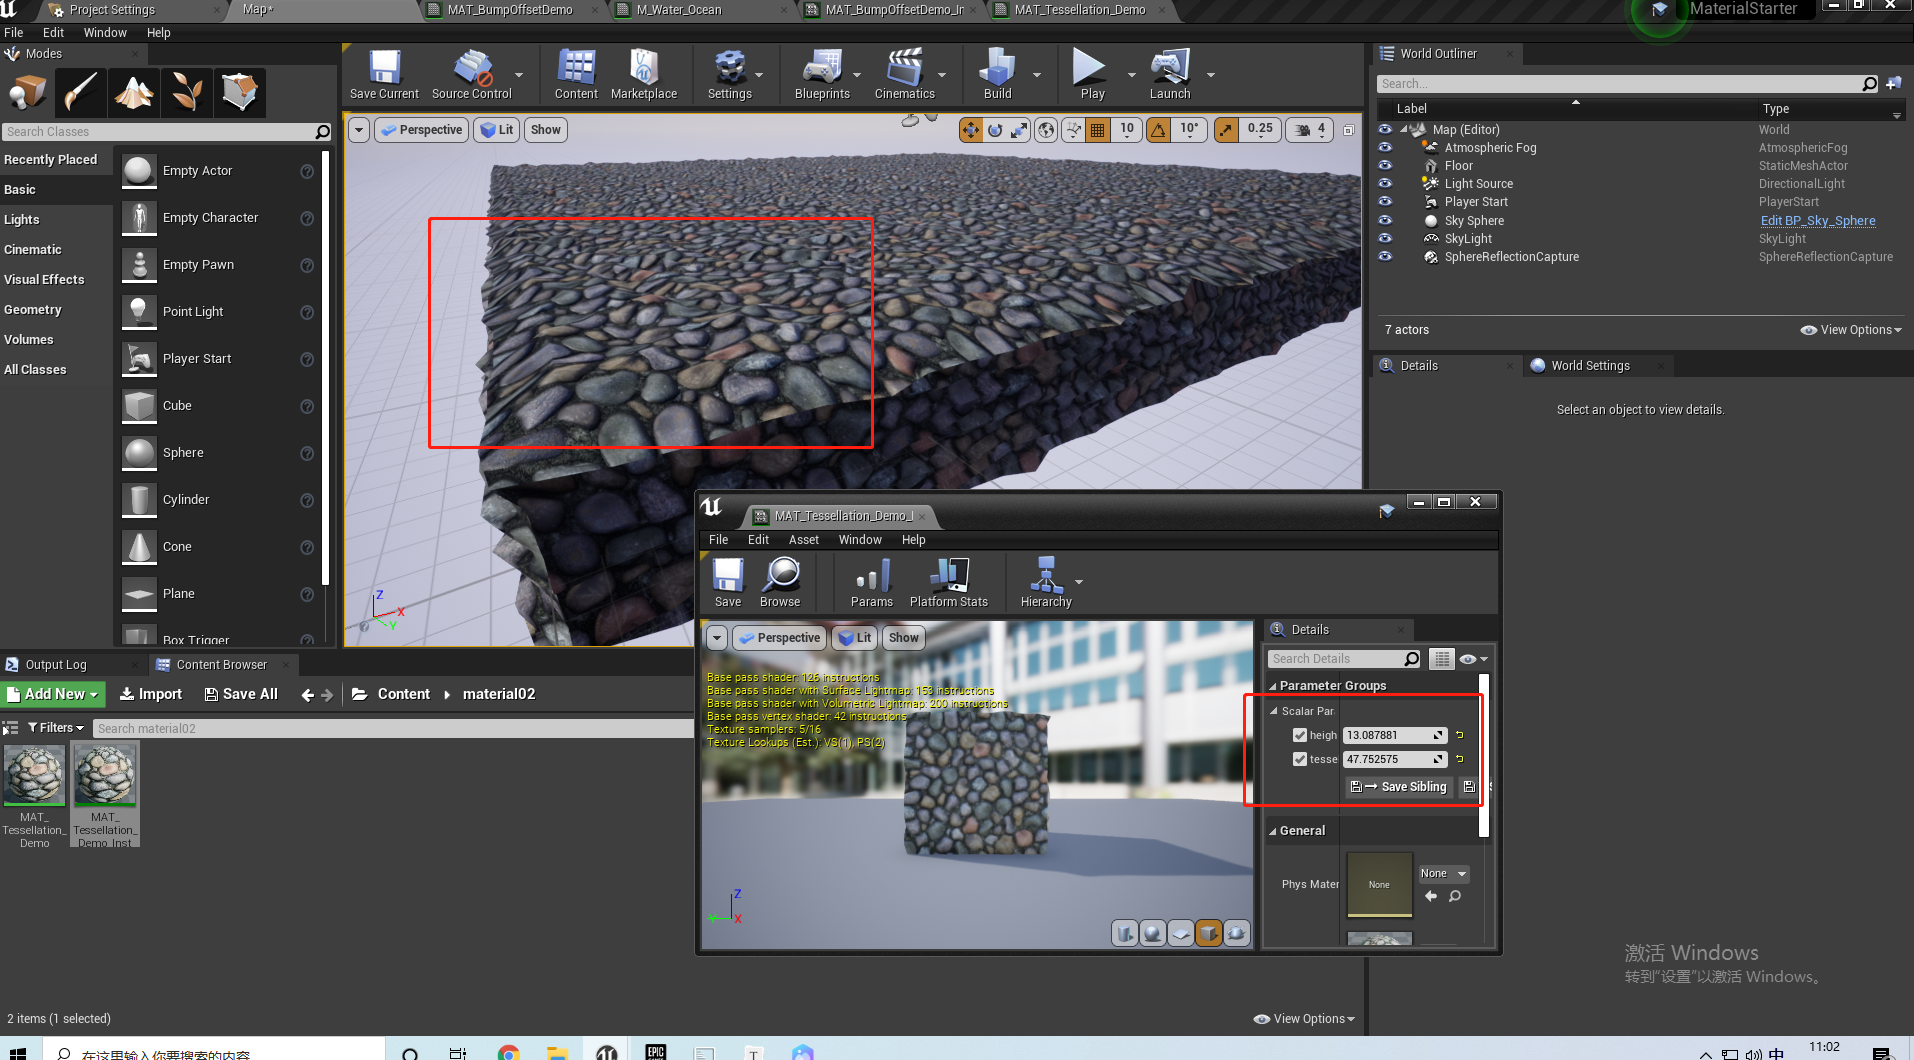 Project Settings
Map*
MAT_BumpOffsetDemo
M_Water_Ocean
MAT_BumpOffsetDemo_Ir
MAT_Tessellation_Demo
MaterialStarter
File Edit Window Help
Modes
Save Current
Source Control
Content
Marketplace
Settings
Blueprints
Cinematics
Build
Play
Launch
Search Classes
Recently Placed
Basic
Lights
Cinematic
Visual Effects
Geometry
Volumes
All Classes
Empty Actor
Empty Character
Empty Pawn
Point Light
Player Start
Cube
Sphere
Cylinder
Cone
Plane
Box Trigger
Perspective
Lit
Show
10
10°
0.25
4
Z
X
Y
World Outliner
Search...
Label
Type
Map (Editor) World
Atmospheric Fog AtmosphericFog
Floor StaticMeshActor
Light Source DirectionalLight
Player Start PlayerStart
Sky Sphere Edit BP_Sky_Sphere
SkyLight SkyLight
SphereReflectionCapture SphereReflectionCapture
7 actors
View Options
Details
World Settings
Select an object to view details.
Output Log
Content Browser
Add New
Import
Save All
Content
material02
Filters
Search material02
MAT_
Tessellation_
Demo
MAT_
Tessellation_
Demo_Inst
2 items (1 selected)
View Options
MAT_Tessellation_Demo_I
File Edit Asset Window Help
Save
Browse
Params
Platform Stats
Hierarchy
Perspective
Lit
Show
Base pass shader: 126 instructions
Base pass shader with Surface Lightmap: 153 instructions
Base pass shader with Volumetric Lightmap: 200 instructions
Base pass vertex shader: 42 instructions
Texture samplers: 5/16
Texture Lookups (Est.): VS(1), PS(2)
Z
Y
X
Details
Search Details
Parameter Groups
Scalar Par
heigh 13.087881
tesse 47.752575
Save Sibling
General
Phys Mater
None
None
激活 Windows
转到"设置"以激活 Windows。
在这里输入你要搜索的内容
EPIC
GAMES
T
中
11:02